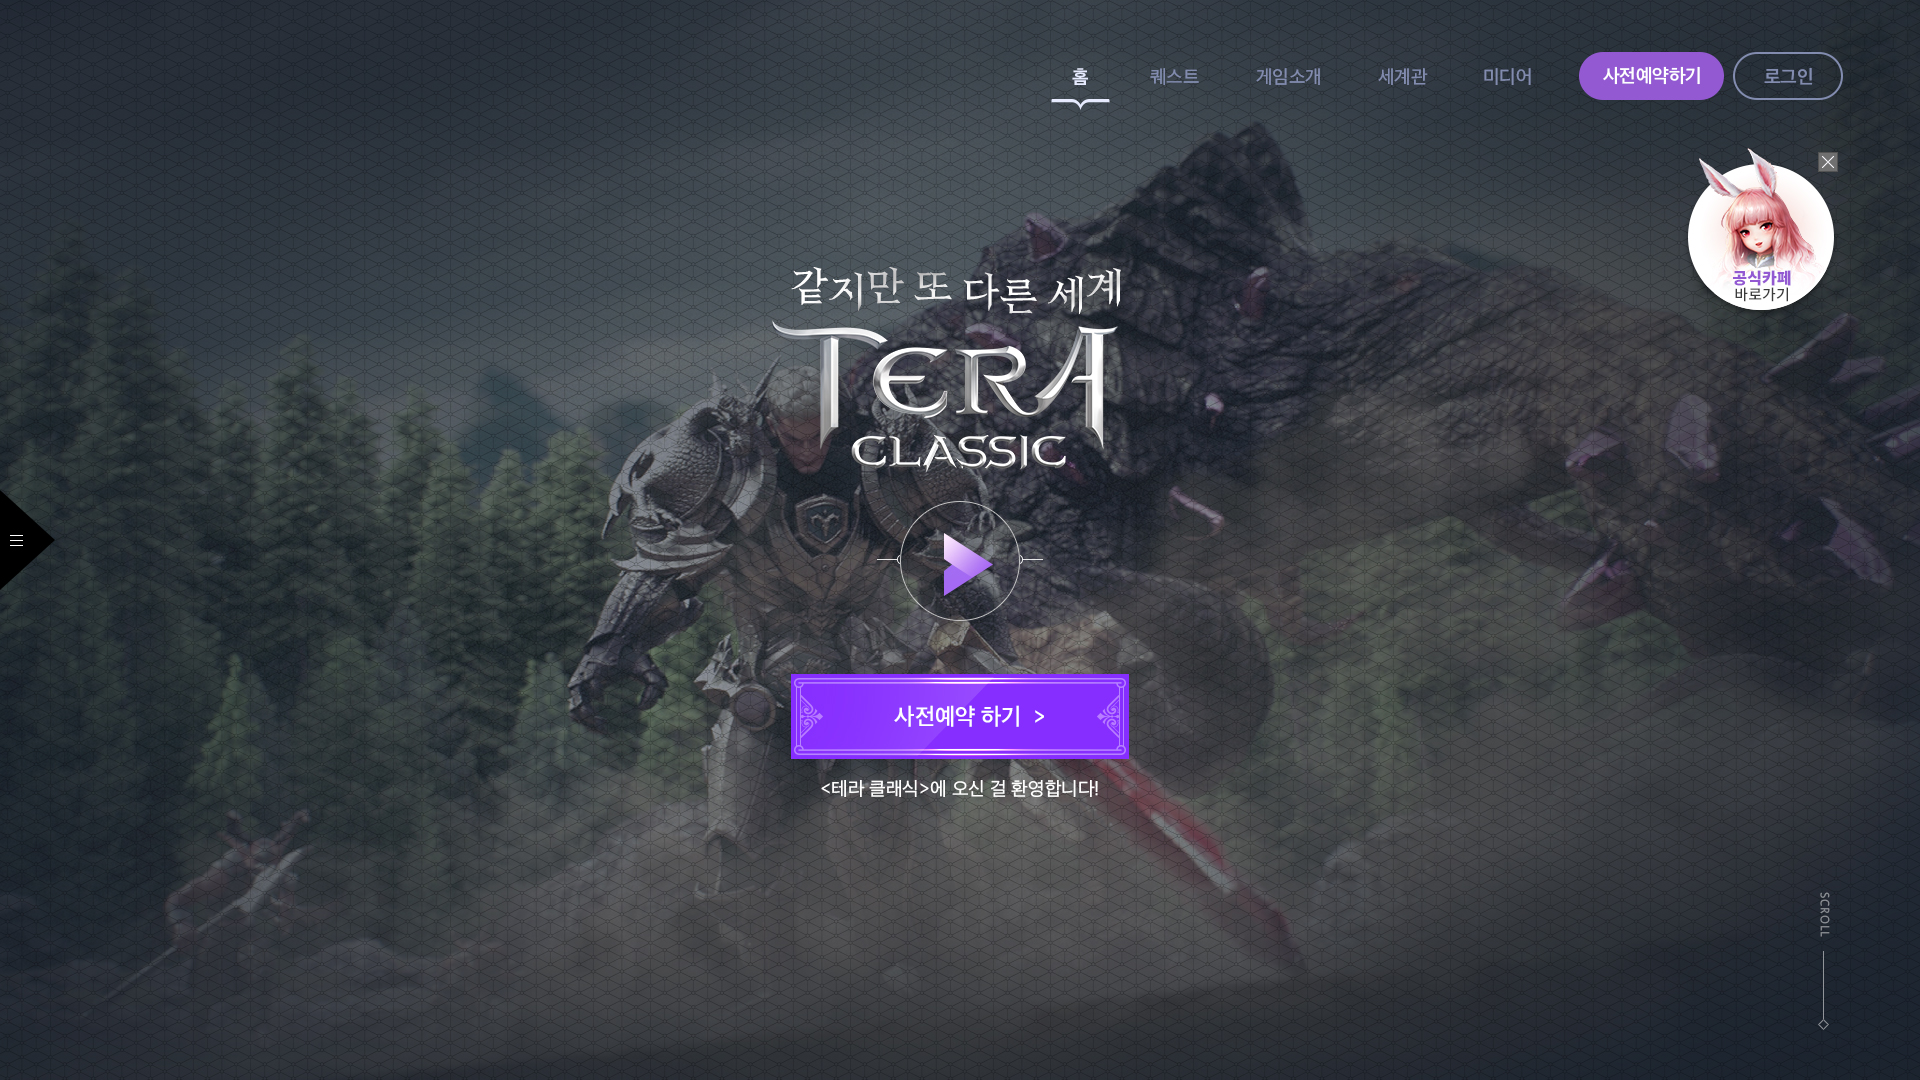 홈 퀘스트 게임소개 세계관 미디어 사전예약하기 로그인
공식카페
바로가기
같지만 또 다른 세계
TERA
CLASSIC
사전예약 하기 >
<테라 클래식>에 오신 걸 환영합니다!
SCROLL